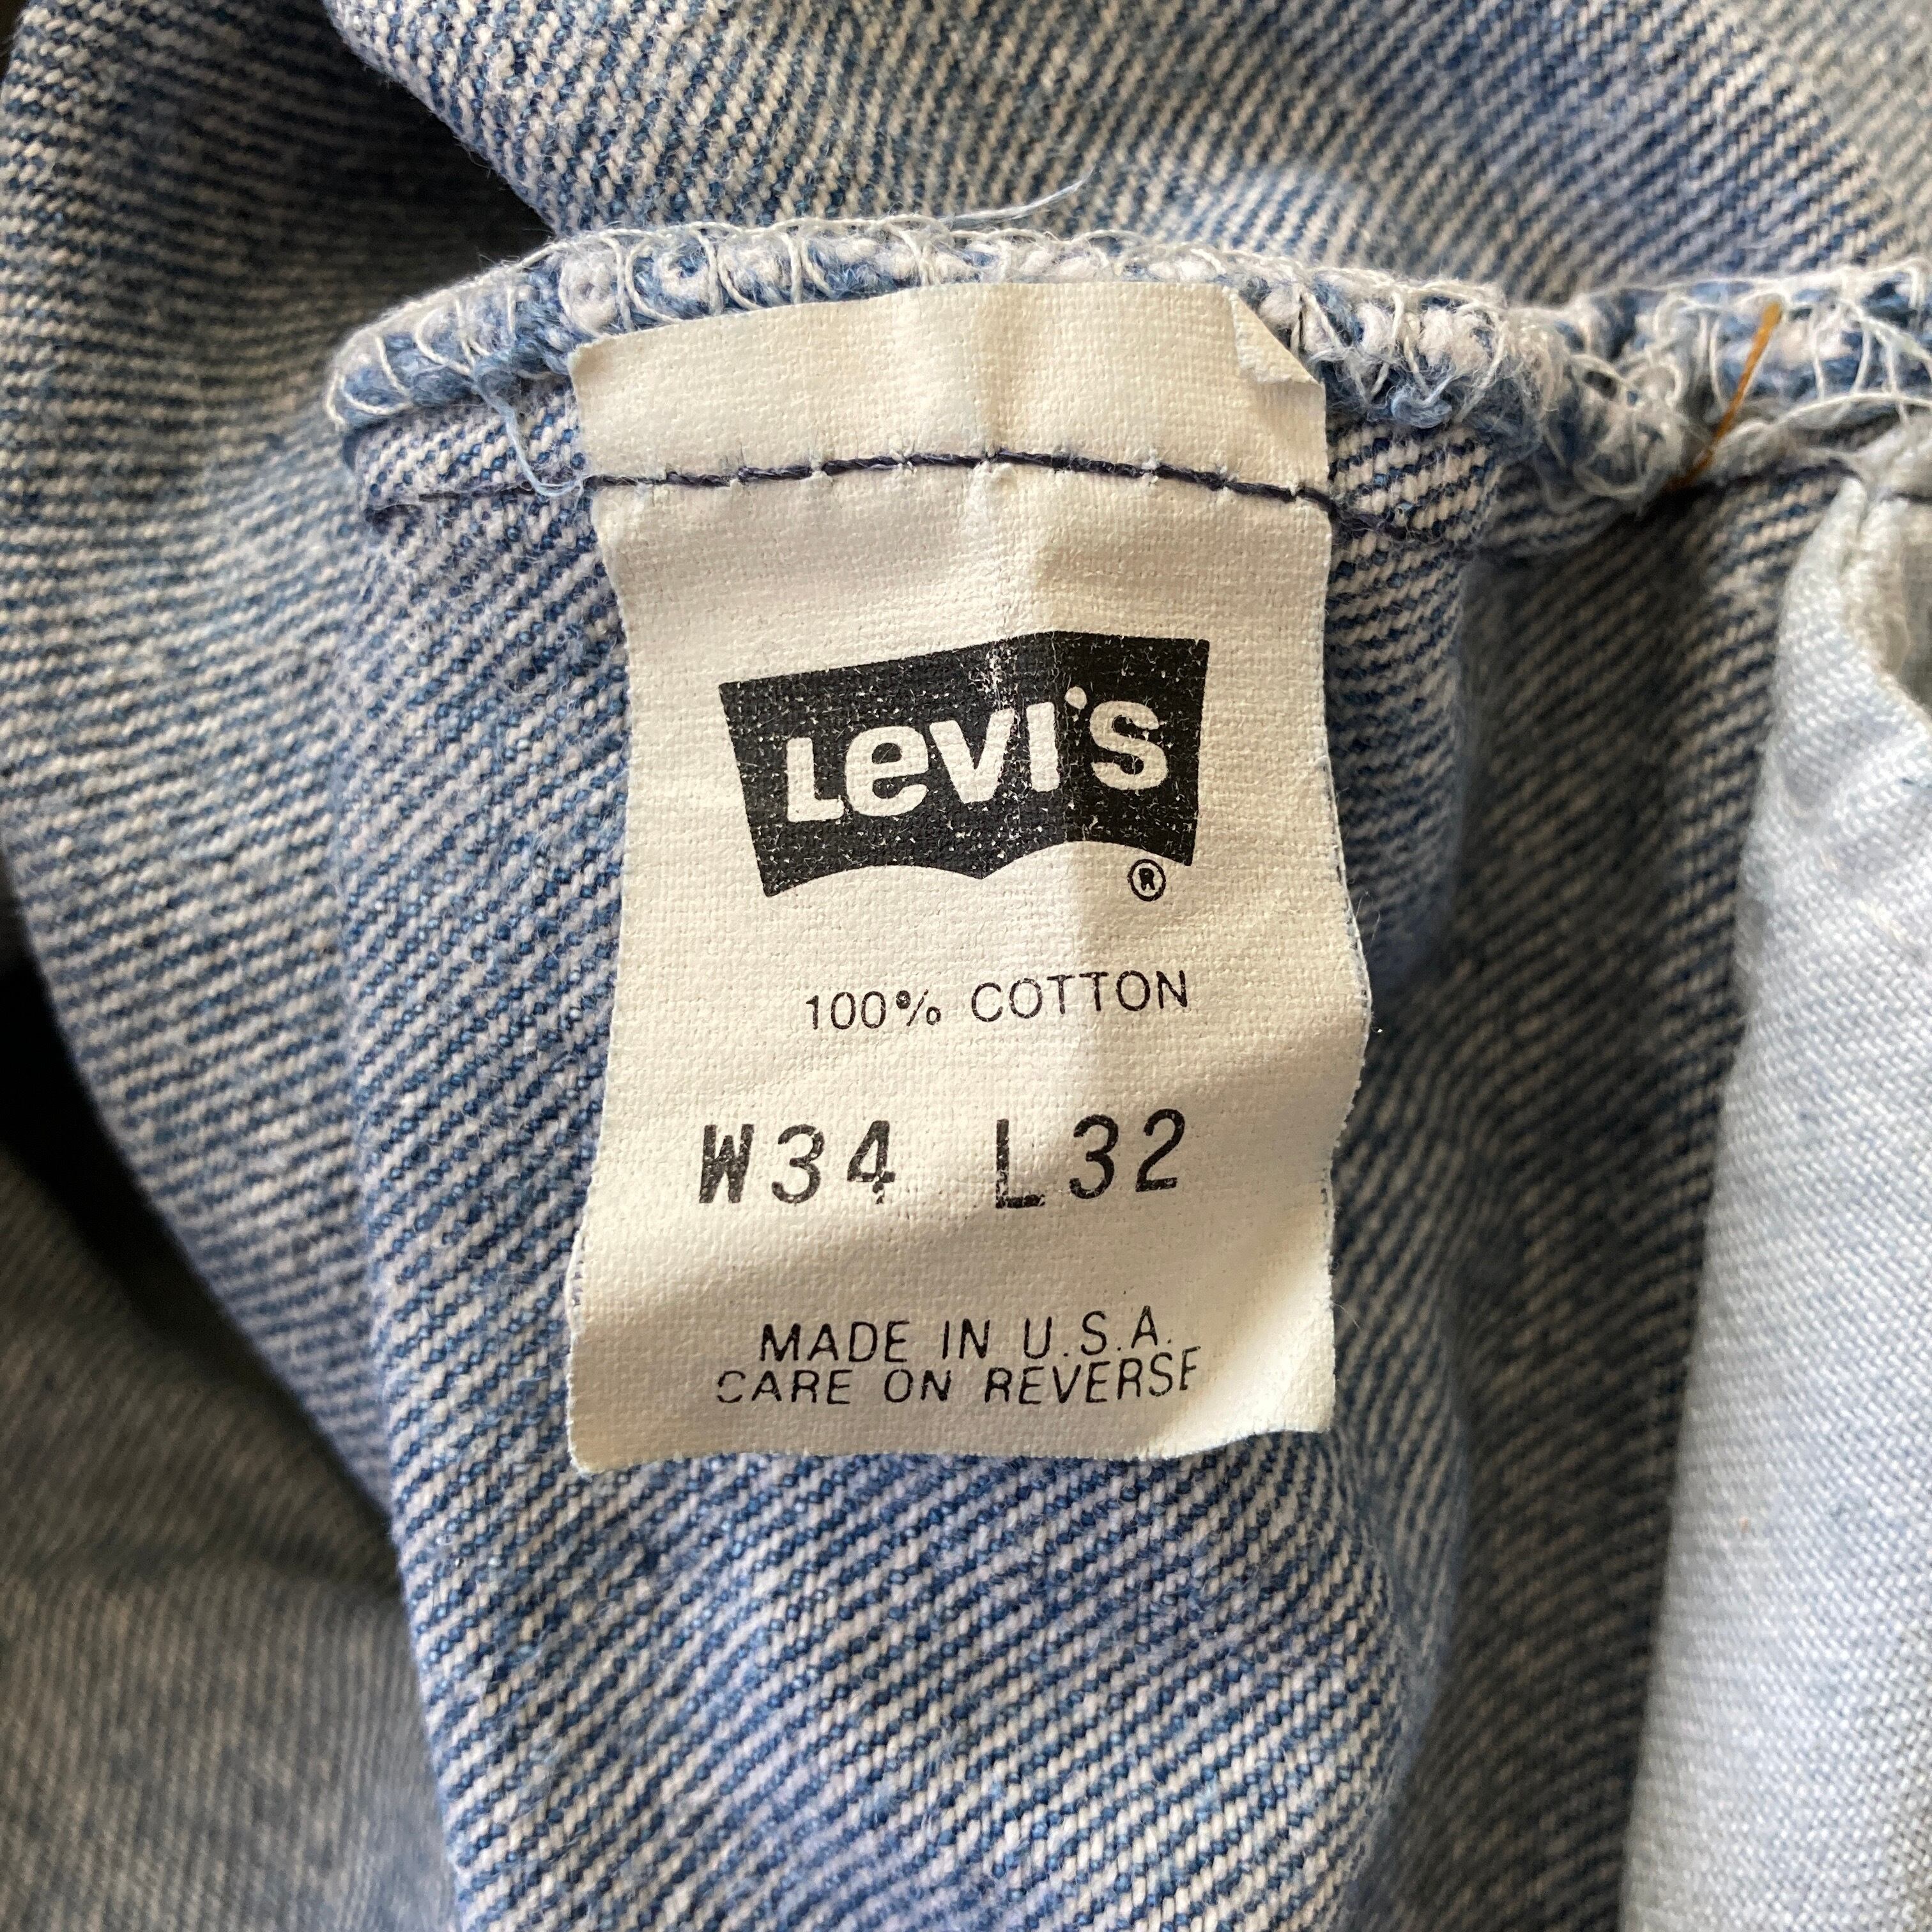 Levi's
®
100% COTTON
W34 L32
MADE IN U.S.A.
CARE ON REVERSE